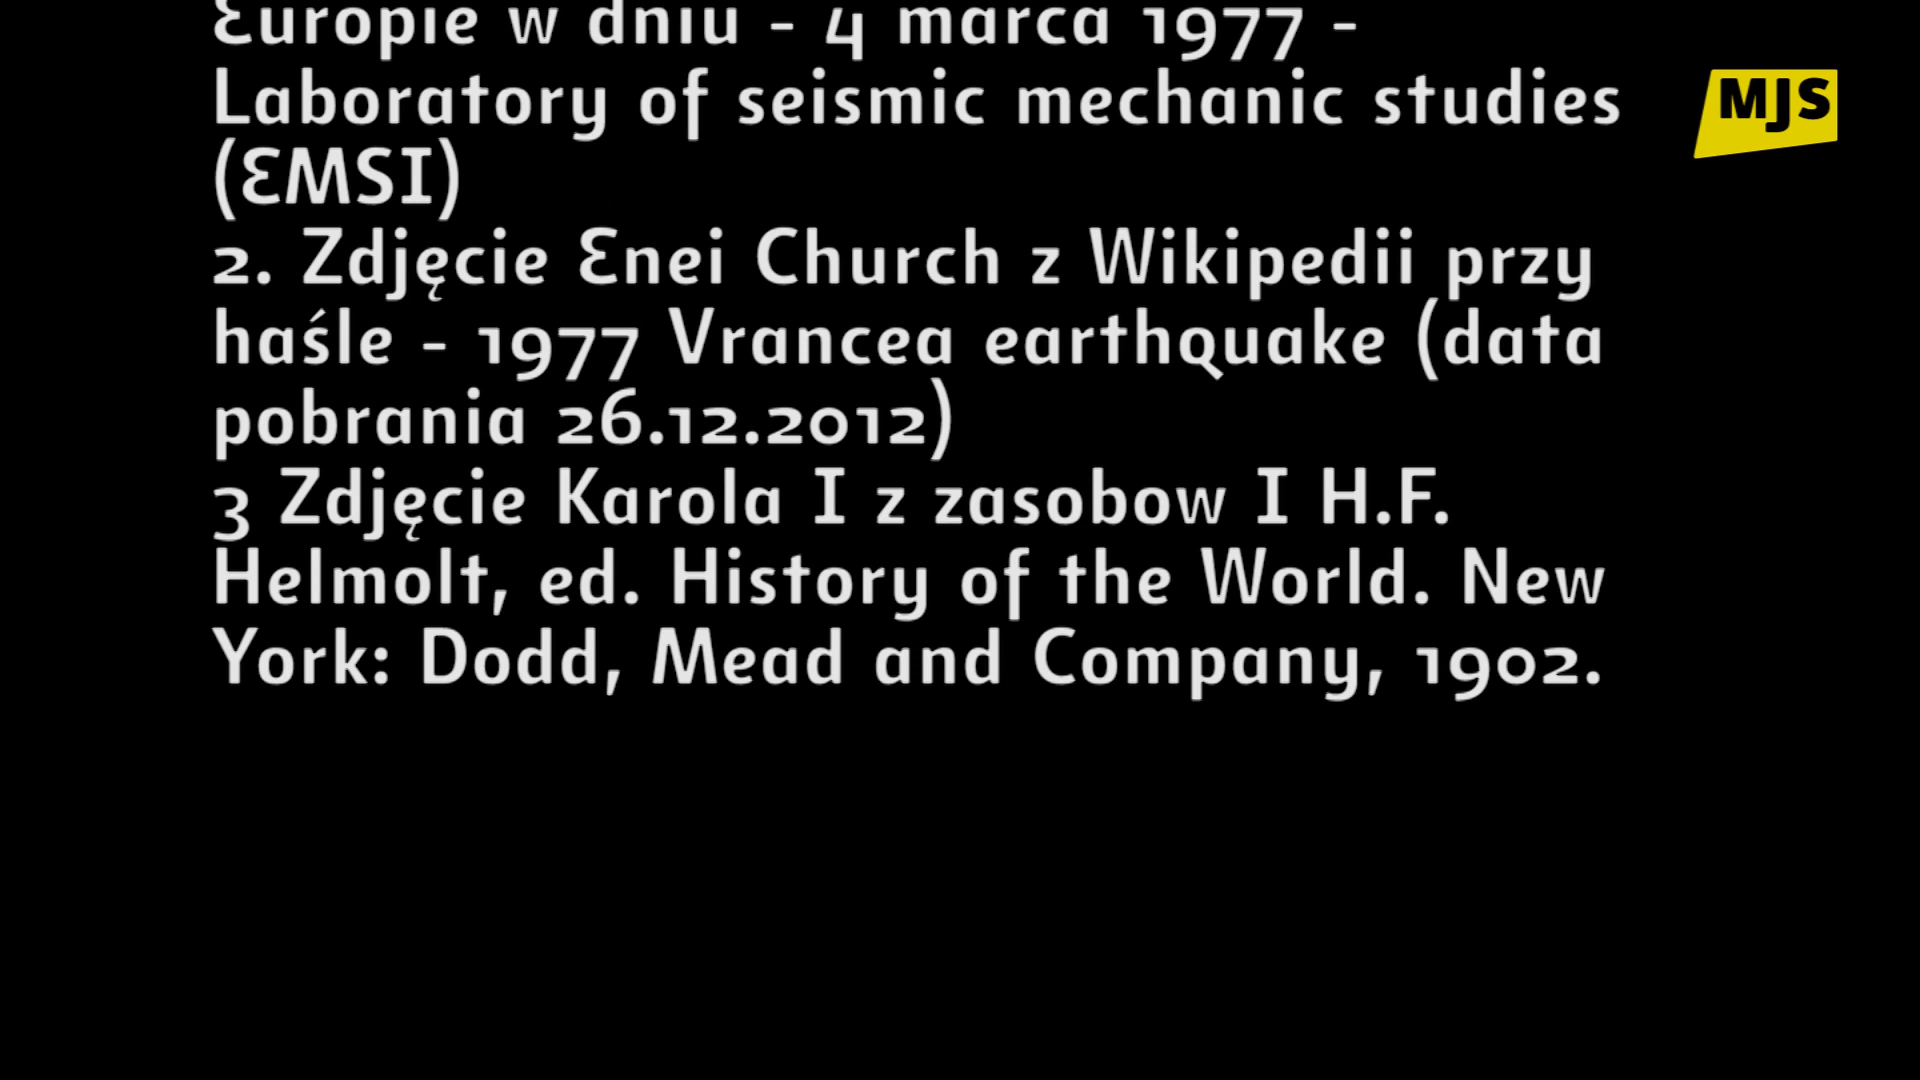 Europie w dniu - 4 marca 1977 -
Laboratory of seismic mechanic studies
(EMSI)
2. Zdjęcie Enei Church z Wikipedii przy
haśle - 1977 Vrancea earthquake (data
pobrania 26.12.2012)
3 Zdjęcie Karola I z zasobow I H.F.
Helmolt, ed. History of the World. New
York: Dodd, Mead and Company, 1902.
MJS